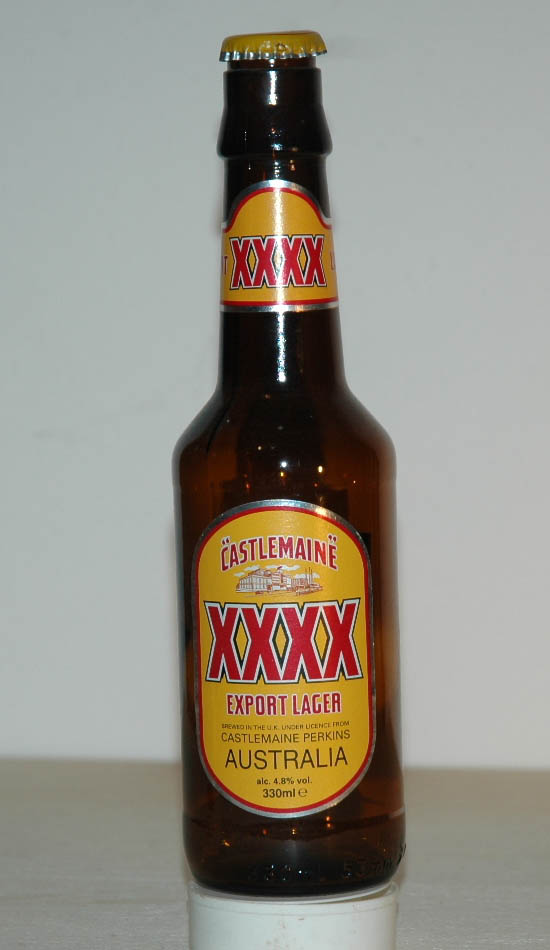 XXXX
CASTLEMAINE
XXXX
EXPORT LAGER
BREWED IN THE U.K. UNDER LICENCE FROM
CASTLEMAINE PERKINS
AUSTRALIA
alc. 4.8% vol.
330ml ℮